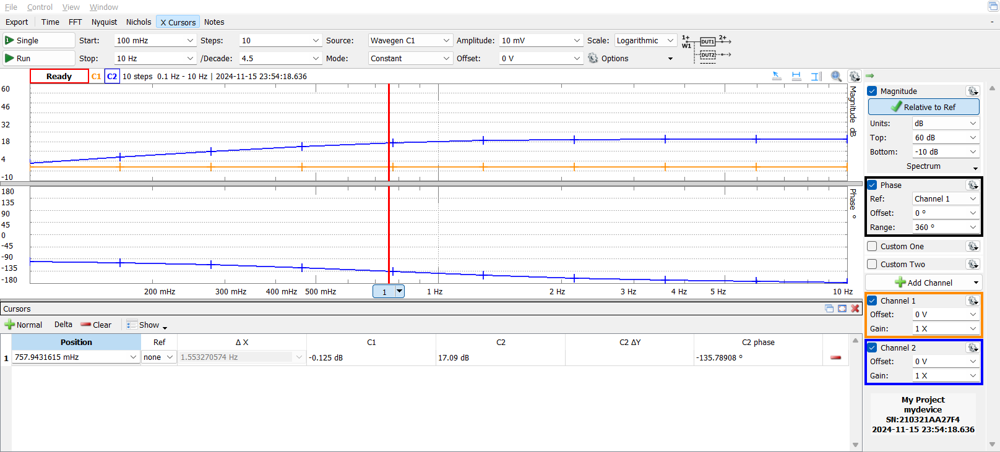 File Control View Window
Export Time FFT Nyquist Nichols X Cursors Notes -
1 Single Start: 100 mHz Steps: 10 Source: Wavegen C1 Amplitude: 10 mV Scale: Logarithmic
Run Stop: 10 Hz /Decade: 4.5 Mode: Constant Offset: 0 V Options
1+ W1 DUT1 2+
DUT2
Ready C1 C2 10 steps 0.1 Hz - 10 Hz | 2024-11-15 23:54:18.636
60
46
32
18
4
-10
Magnitude dB
180
135
90
45
0
-45
-90
-135
-180
Phase º
200 mHz 300 mHz 400 mHz 500 mHz 1 1 Hz 2 Hz 3 Hz 4 Hz 5 Hz 10 Hz
Cursors
Normal Delta Clear Show
Position Ref Δ X C1 C2 C2 ΔY C2 phase
1 757.9431615 mHz none 1.553270574 Hz -0.125 dB 17.09 dB -135.78908 º
Magnitude
Relative to Ref
Units: dB
Top: 60 dB
Bottom: -10 dB
Spectrum
Phase
Ref: Channel 1
Offset: 0 º
Range: 360 º
Custom One
Custom Two
Add Channel
Channel 1
Offset: 0 V
Gain: 1 X
Channel 2
Offset: 0 V
Gain: 1 X
My Project
mydevice
SN:210321AA27F4
2024-11-15 23:54:18.636